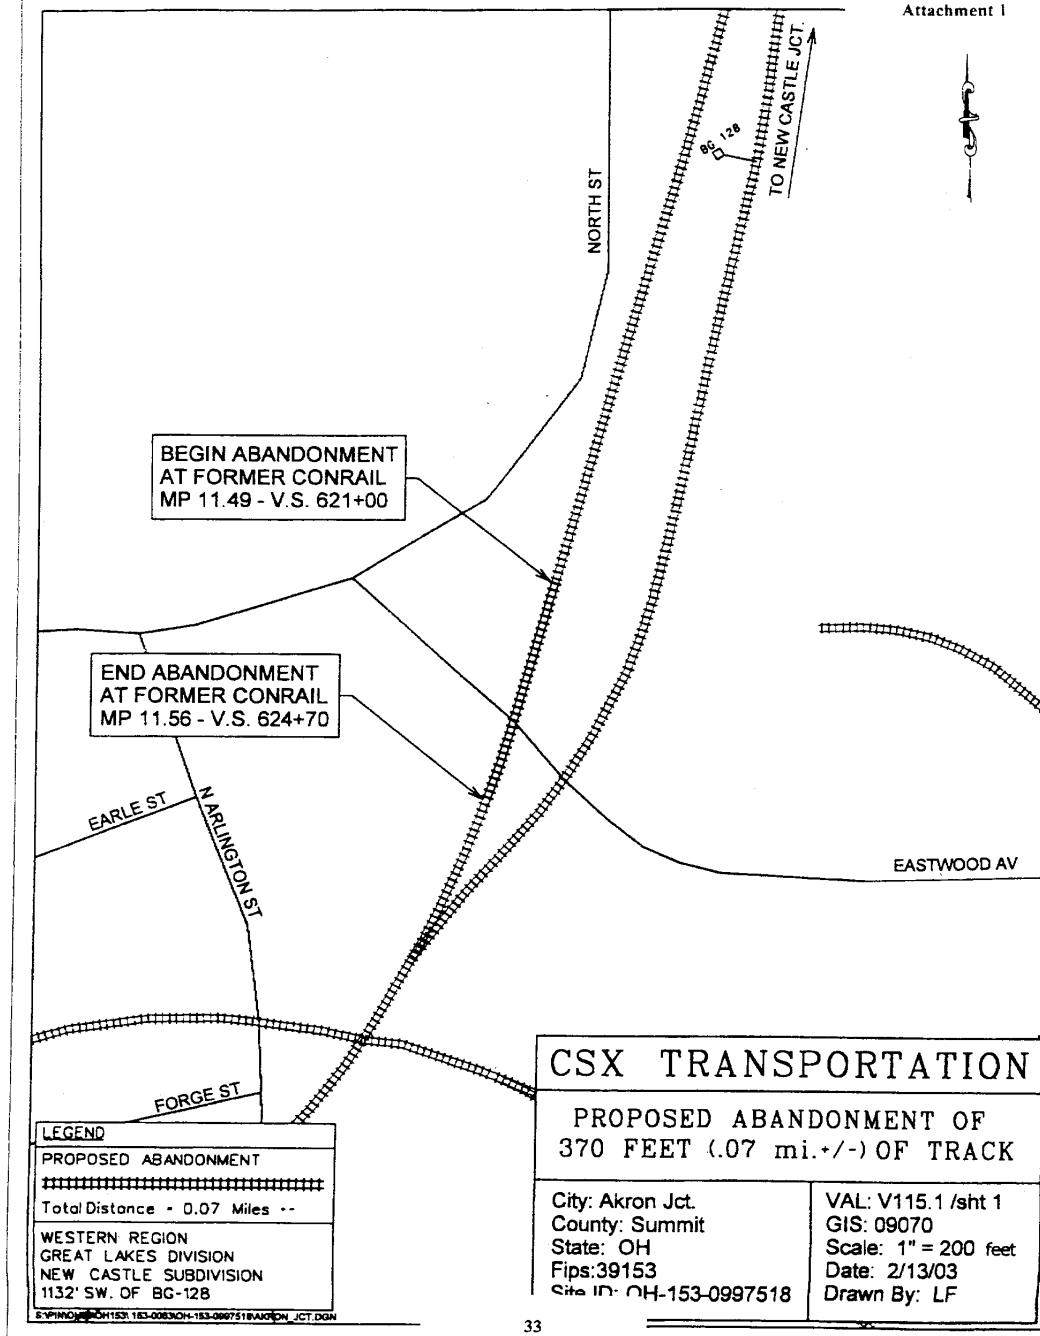 Attachment 1
TO NEW CASTLE JCT.
BG 128
NORTH ST
BEGIN ABANDONMENT
AT FORMER CONRAIL
MP 11.49 - V.S. 621+00
END ABANDONMENT
AT FORMER CONRAIL
MP 11.56 - V.S. 624+70
EARLE ST
N ARLINGTON ST
EASTWOOD AV
FORGE ST
LEGEND
PROPOSED ABANDONMENT
Total Distance - 0.07 Miles --
WESTERN REGION
GREAT LAKES DIVISION
NEW CASTLE SUBDIVISION
1132' SW. OF BG-128
CSX TRANSPORTATION
PROPOSED ABANDONMENT OF
370 FEET (.07 mi.+/-) OF TRACK
City: Akron Jct.
County: Summit
State: OH
Fips:39153
Site ID: OH-153-0997518
VAL: V115.1 /sht 1
GIS: 09070
Scale: 1" = 200 feet
Date: 2/13/03
Drawn By: LF
33